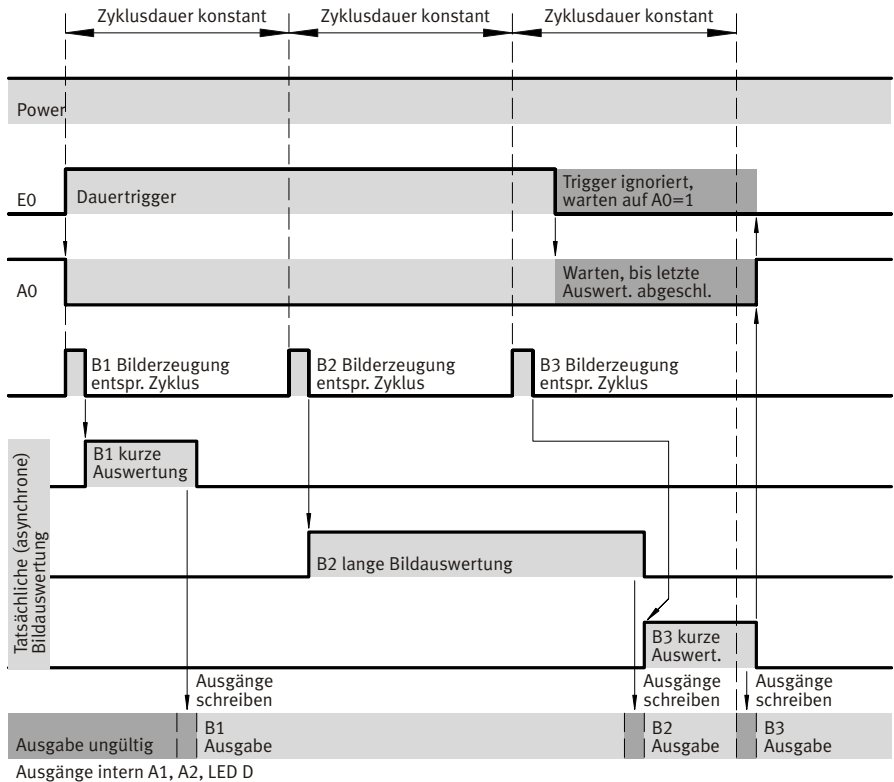 Zyklusdauer konstant
Zyklusdauer konstant
Zyklusdauer konstant
Power
E0
Dauertrigger
Trigger ignoriert,
warten auf A0=1
A0
Warten, bis letzte
Auswert. abgeschl.
B1 Bilderzeugung
entspr. Zyklus
B2 Bilderzeugung
entspr. Zyklus
B3 Bilderzeugung
entspr. Zyklus
Tatsächliche (asynchrone)
Bildauswertung
B1 kurze
Auswertung
B2 lange Bildauswertung
B3 kurze
Auswert.
Ausgänge
schreiben
Ausgänge
schreiben
Ausgänge
schreiben
Ausgabe ungültig
B1
Ausgabe
B2
Ausgabe
B3
Ausgabe
Ausgänge intern A1, A2, LED D